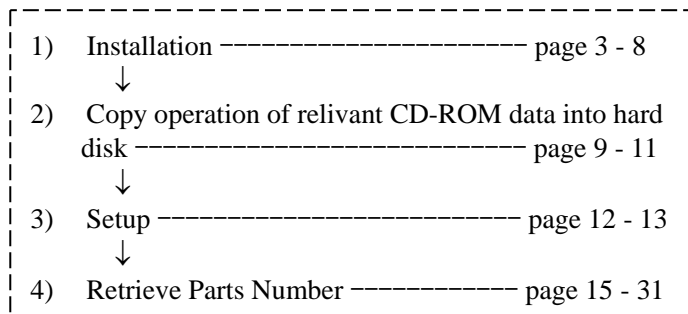 1) Installation ---------------------- page 3 - 8
↓
2) Copy operation of relivant CD-ROM data into hard
disk ---------------------------- page 9 - 11
↓
3) Setup -------------------------- page 12 - 13
↓
4) Retrieve Parts Number ------------ page 15 - 31